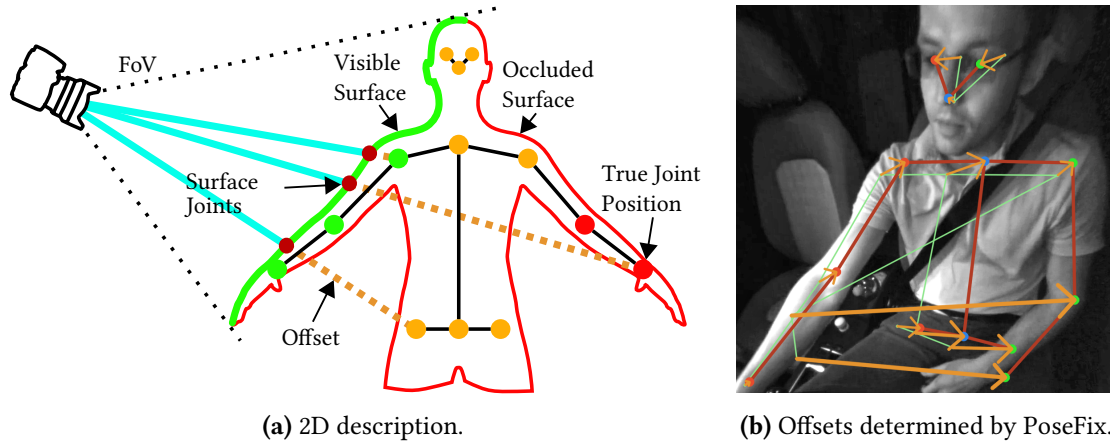 FoV
Visible
Surface
Occluded
Surface
Surface
Joints
True Joint
Position
Offset
(a) 2D description.
(b) Offsets determined by PoseFix.